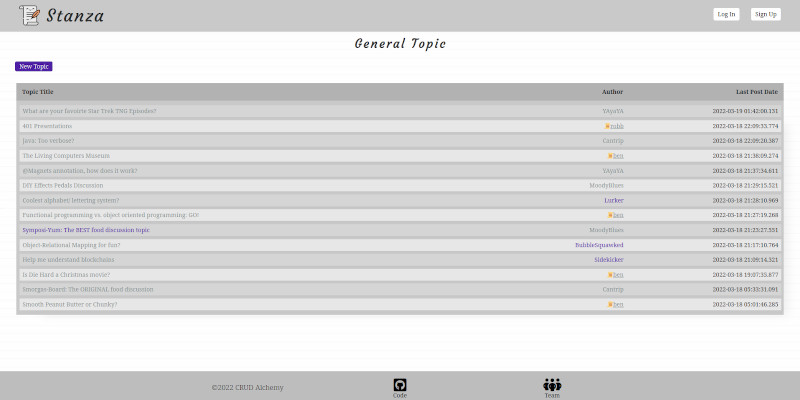 Stanza
Log In
Sign Up
General Topic
New Topic
Topic Title Author Last Post Date
What are your favorite Star Trek TNG Episodes? YAyuYA 2022-03-19 01:42:00.131
401 Presentations robb 2022-03-18 22:09:53.774
Java: Too verbose? Cantrip 2022-03-18 22:09:20.387
The Living Computers Museum ben 2022-03-18 21:38:09.274
@MagnetS annotation, how does it work? YAyuYA 2022-03-18 21:37:34.611
DIY Effects Pedals Discussion MoodyBlues 2022-03-18 21:29:15.521
Coolest alphabet/ lettering system? Lucker 2022-03-18 21:28:10.969
Functional programming vs. object oriented programming: GO! ben 2022-03-18 21:27:19.268
Symposi-Yum: The BEST food discussion topic MoodyBlues 2022-03-18 21:23:27.551
Object-Relational Mapping for fun? BubbleSquawked 2022-03-18 21:17:10.764
Help me understand blockchains Sidekicker 2022-03-18 21:09:14.321
Is Die Hard a Christmas movie? ben 2022-03-18 19:07:35.877
Smorgas-Board: The ORIGINAL food discussion Cantrip 2022-03-18 05:33:31.091
Smooth Peanut Butter or Chunky? ben 2022-03-18 05:01:46.285
©2022 CRUD Alchemy
Code
Team